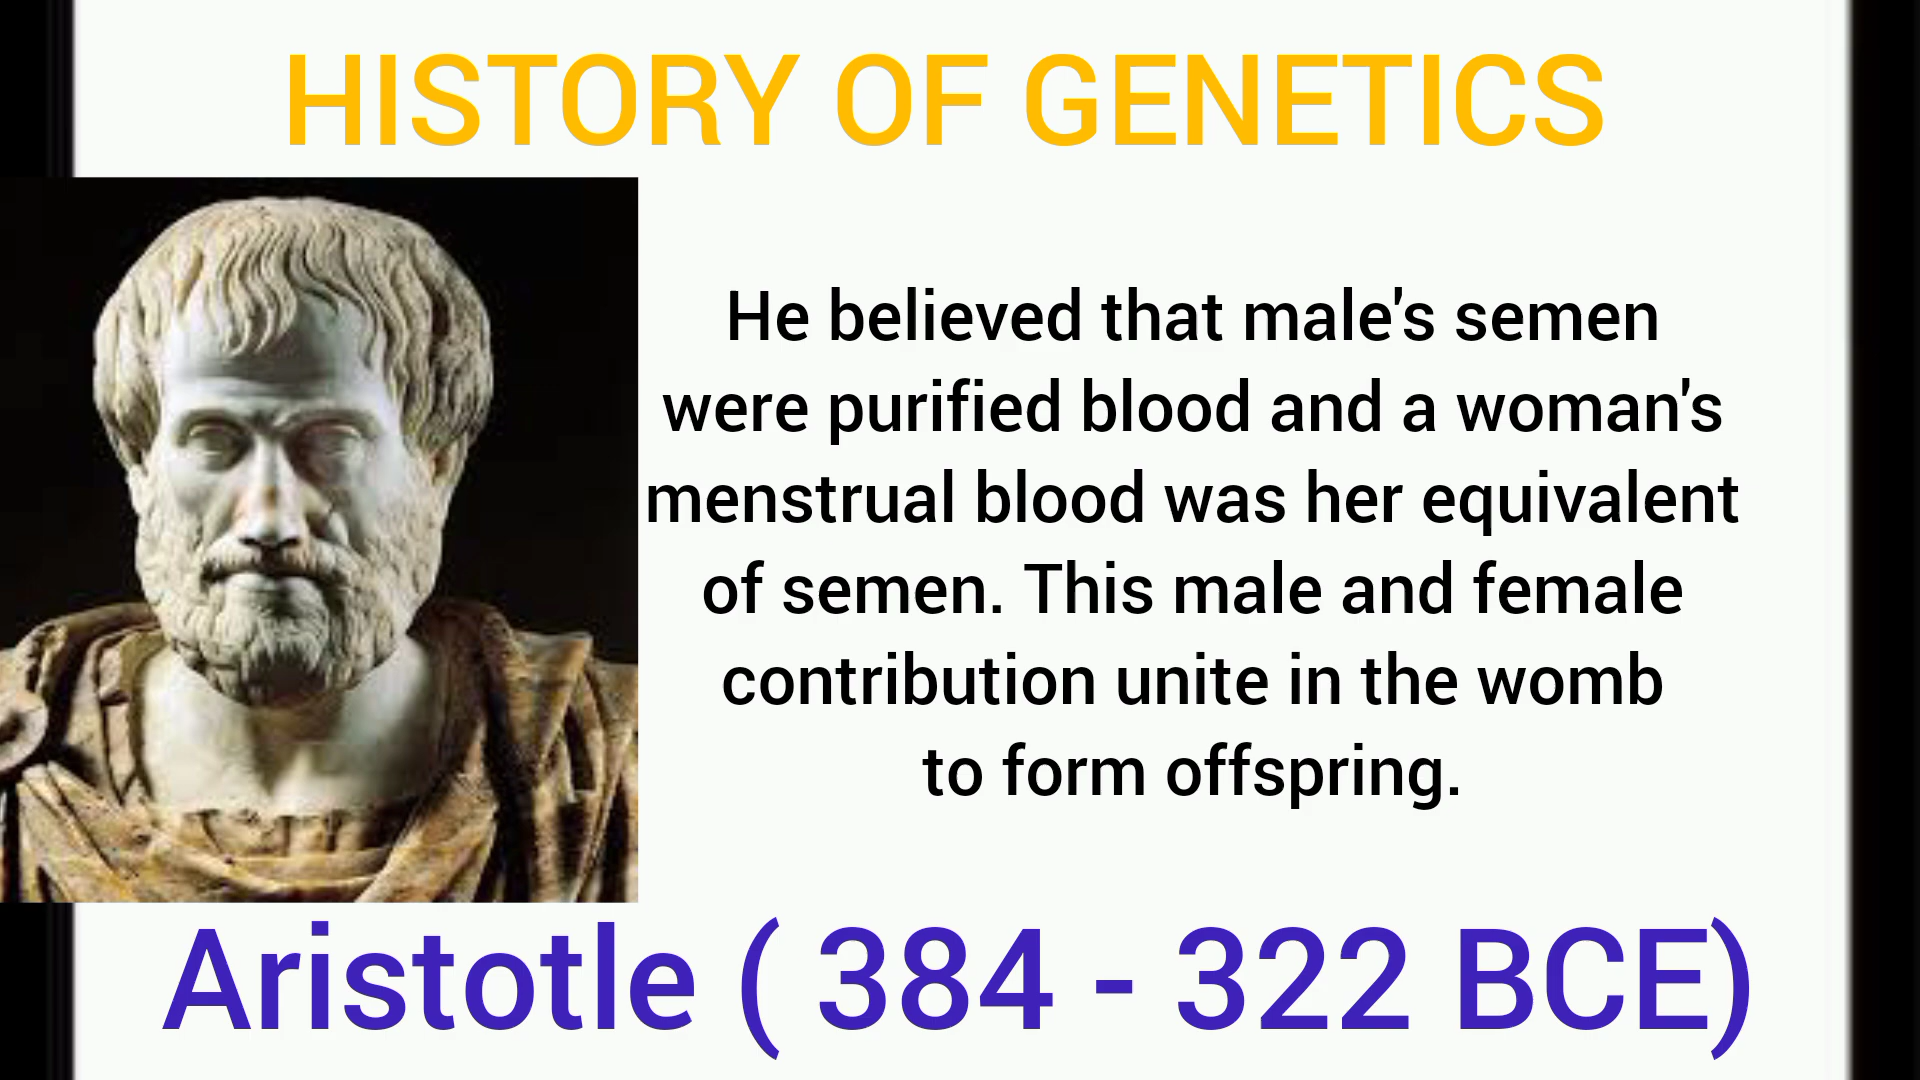 HISTORY OF GENETICS
He believed that male's semen
were purified blood and a woman's
menstrual blood was her equivalent
of semen. This male and female
contribution unite in the womb
to form offspring.
Aristotle ( 384 - 322 BCE)